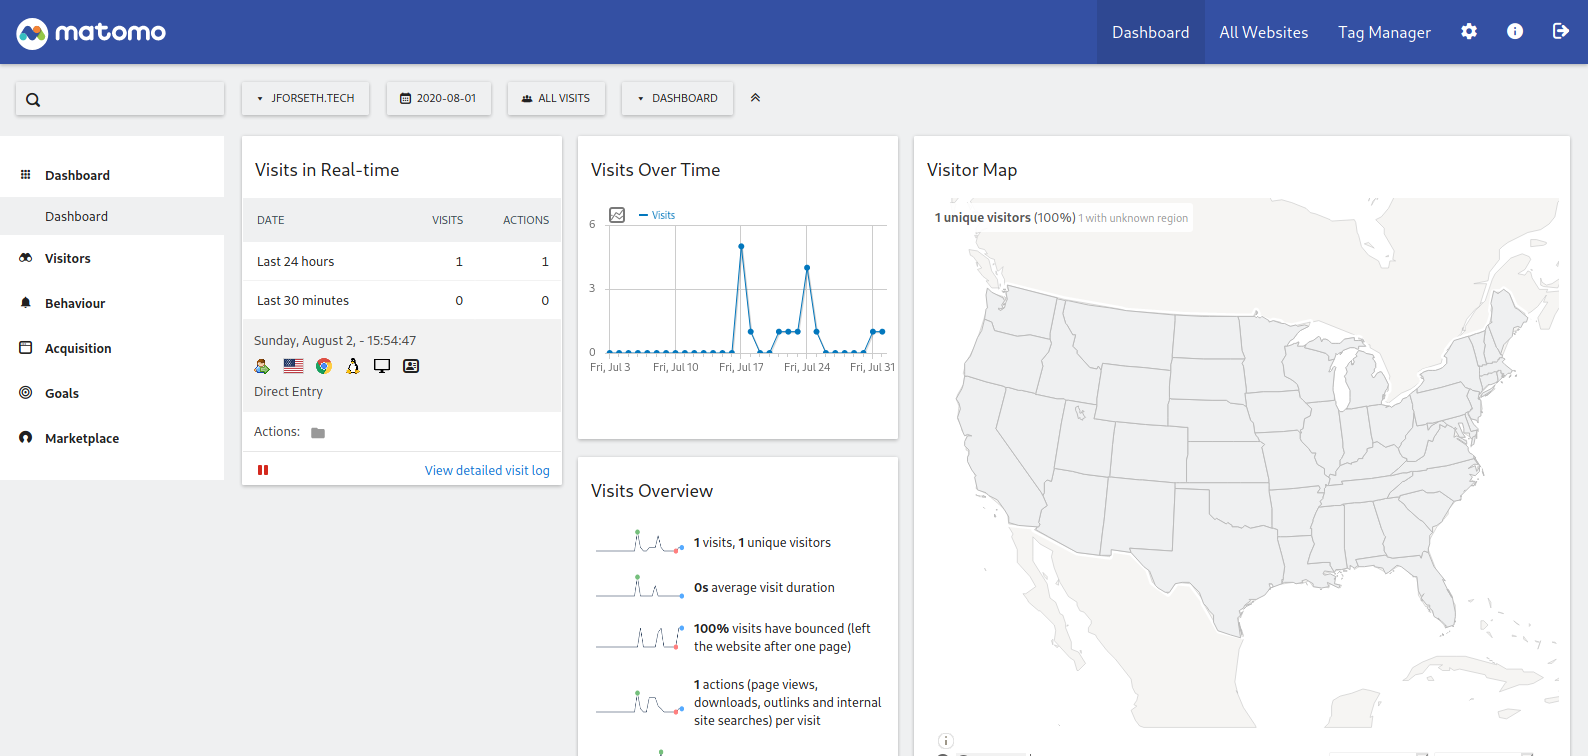 matomo
Dashboard
All Websites
Tag Manager
JFORSETH.TECH
2020-08-01
ALL VISITS
DASHBOARD
Dashboard
Dashboard
Visitors
Behaviour
Acquisition
Goals
Marketplace
Visits in Real-time
DATE VISITS ACTIONS
Last 24 hours 1 1
Last 30 minutes 0 0
Sunday, August 2, - 15:54:47
Direct Entry
Actions:
View detailed visit log
Visits Over Time
Visits
6
3
0
Fri, Jul 3 Fri, Jul 10 Fri, Jul 17 Fri, Jul 24 Fri, Jul 31
Visits Overview
1 visits, 1 unique visitors
0s average visit duration
100% visits have bounced (left
the website after one page)
1 actions (page views,
downloads, outlinks and internal
site searches) per visit
Visitor Map
1 unique visitors (100%) 1 with unknown region